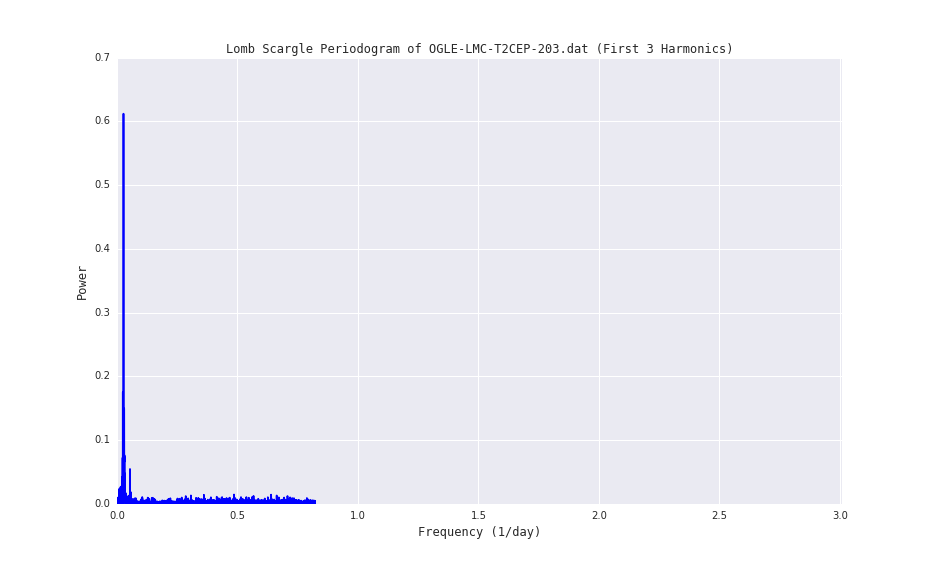 Lomb Scargle Periodogram of OGLE-LMC-T2CEP-203.dat (First 3 Harmonics)
0.7
0.6
0.5
0.4
0.3
0.2
0.1
0.0
Power
0.0 0.5 1.0 1.5 2.0 2.5 3.0
Frequency (1/day)